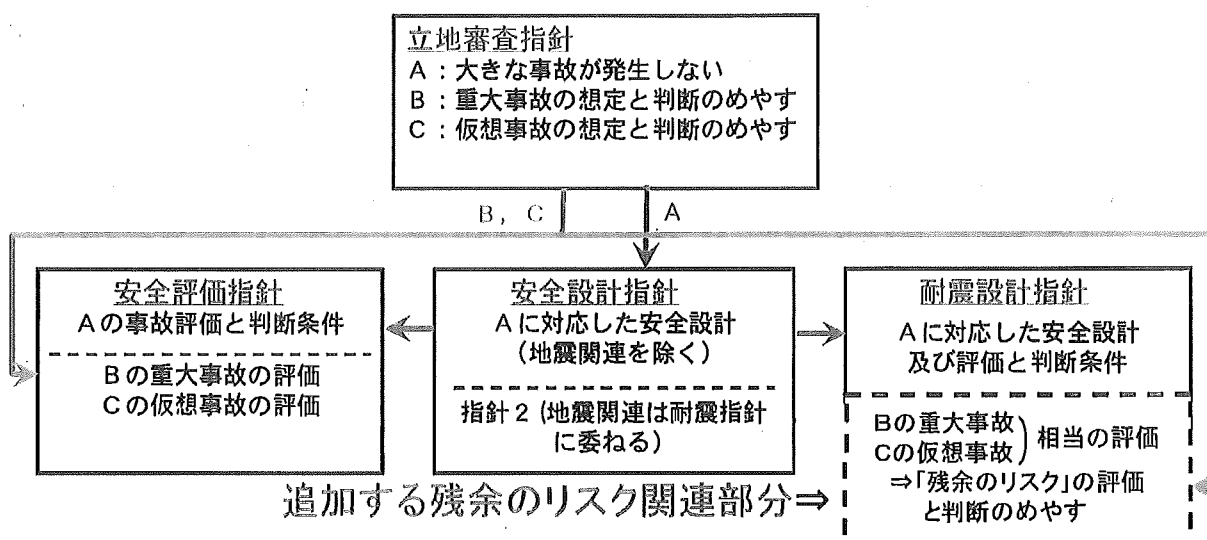 立地審査指針
A：大きな事故が発生しない
B：重大事故の想定と判断のめやす
C：仮想事故の想定と判断のめやす
B, C
A
安全評価指針
Aの事故評価と判断条件
Bの重大事故の評価
Cの仮想事故の評価
安全設計指針
Aに対応した安全設計
(地震関連を除く)
指針2(地震関連は耐震指針
に委ねる)
耐震設計指針
Aに対応した安全設計
及び評価と判断条件
Bの重大事故
Cの仮想事故
相当の評価
⇒「残余のリスク」の評価
と判断のめやす
追加する残余のリスク関連部分⇒